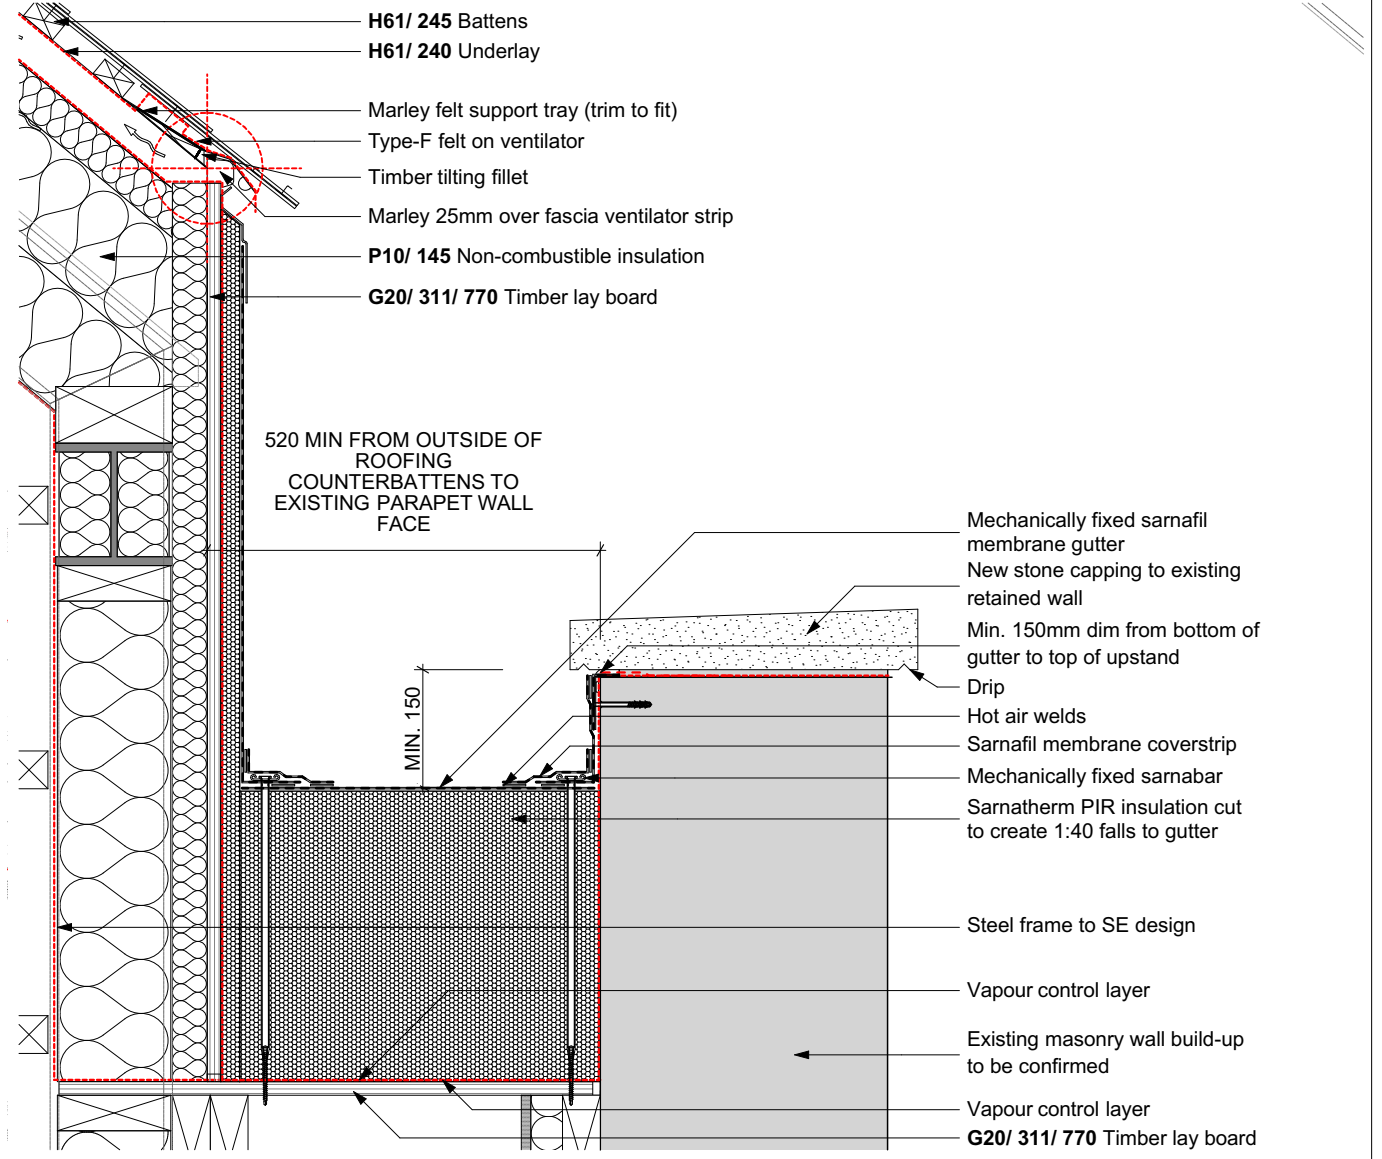 H61/ 245 Battens
H61/ 240 Underlay
Marley felt support tray (trim to fit)
Type-F felt on ventilator
Timber tilting fillet
Marley 25mm over fascia ventilator strip
P10/ 145 Non-combustible insulation
G20/ 311/ 770 Timber lay board
520 MIN FROM OUTSIDE OF
ROOFING
COUNTERBATTENS TO
EXISTING PARAPET WALL
FACE
MIN. 150
Mechanically fixed sarnafil
membrane gutter
New stone capping to existing
retained wall
Min. 150mm dim from bottom of
gutter to top of upstand
Drip
Hot air welds
Sarnafil membrane coverstrip
Mechanically fixed sarnabar
Sarnatherm PIR insulation cut
to create 1:40 falls to gutter
Steel frame to SE design
Vapour control layer
Existing masonry wall build-up
to be confirmed
Vapour control layer
G20/ 311/ 770 Timber lay board